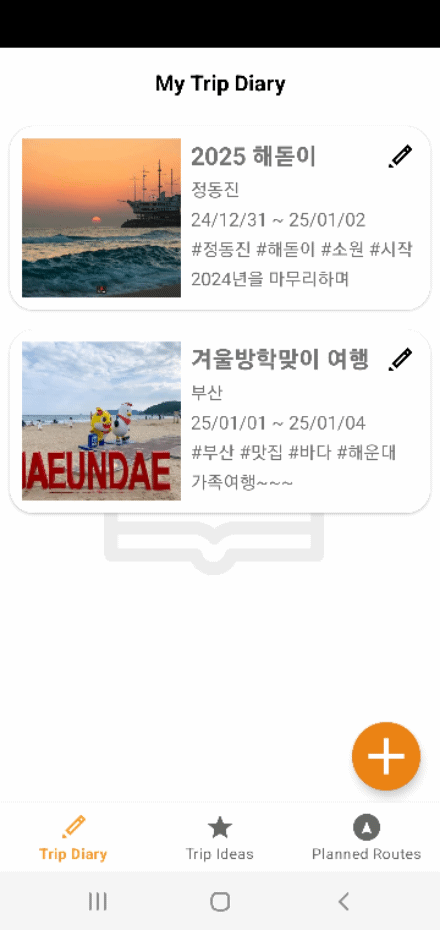 My Trip Diary
2025 해돋이
정동진
24/12/31 ~ 25/01/02
#정동진 #해돋이 #소원 #시작
2024년을 마무리하며
겨울방학맞이 여행
부산
25/01/01 ~ 25/01/04
#부산 #맛집 #바다 #해운대
가족여행~~~
HAEUNDAE
Trip Diary
Trip Ideas
Planned Routes